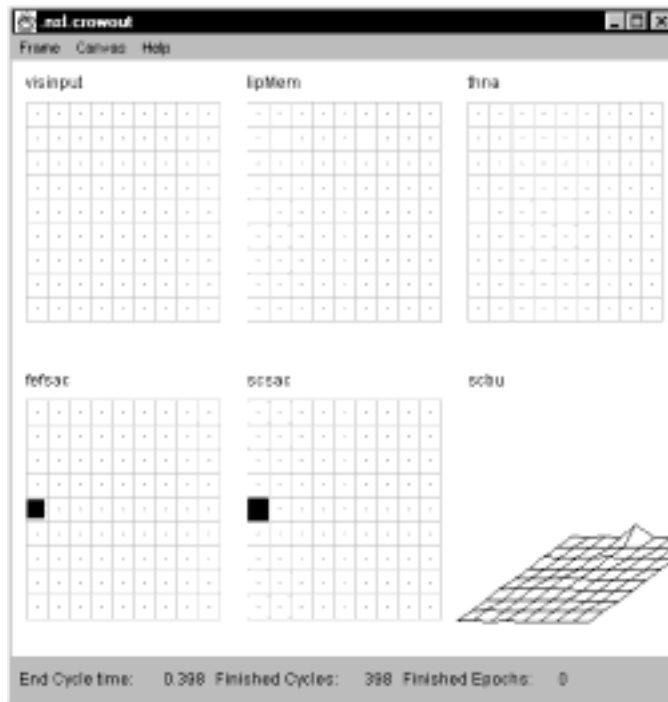 .nsl.crowout
Frame Canvas Help
visinput lipMem thna
fefsac scsac scbu
End Cycle time: 0.398 Finished Cycles: 398 Finished Epochs: 0